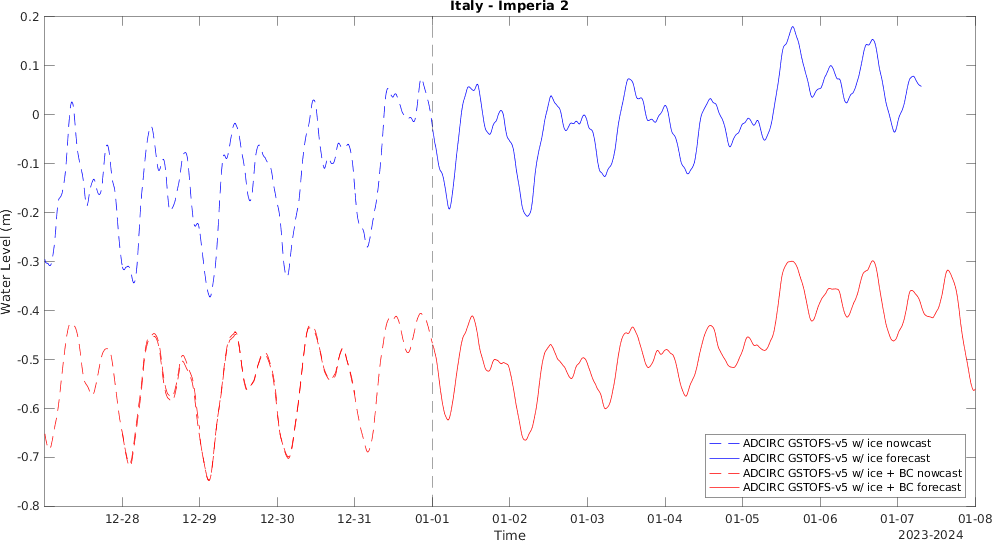 Italy - Imperia 2
Water Level (m)
0.2
0.1
0
-0.1
-0.2
-0.3
-0.4
-0.5
-0.6
-0.7
-0.8
ADCIRC GSTOFS-v5 w/ ice nowcast
ADCIRC GSTOFS-v5 w/ ice forecast
ADCIRC GSTOFS-v5 w/ ice + BC nowcast
ADCIRC GSTOFS-v5 w/ ice + BC forecast
12-28 12-29 12-30 12-31 01-01 01-02 01-03 01-04 01-05 01-06 01-07 01-08
Time
2023-2024